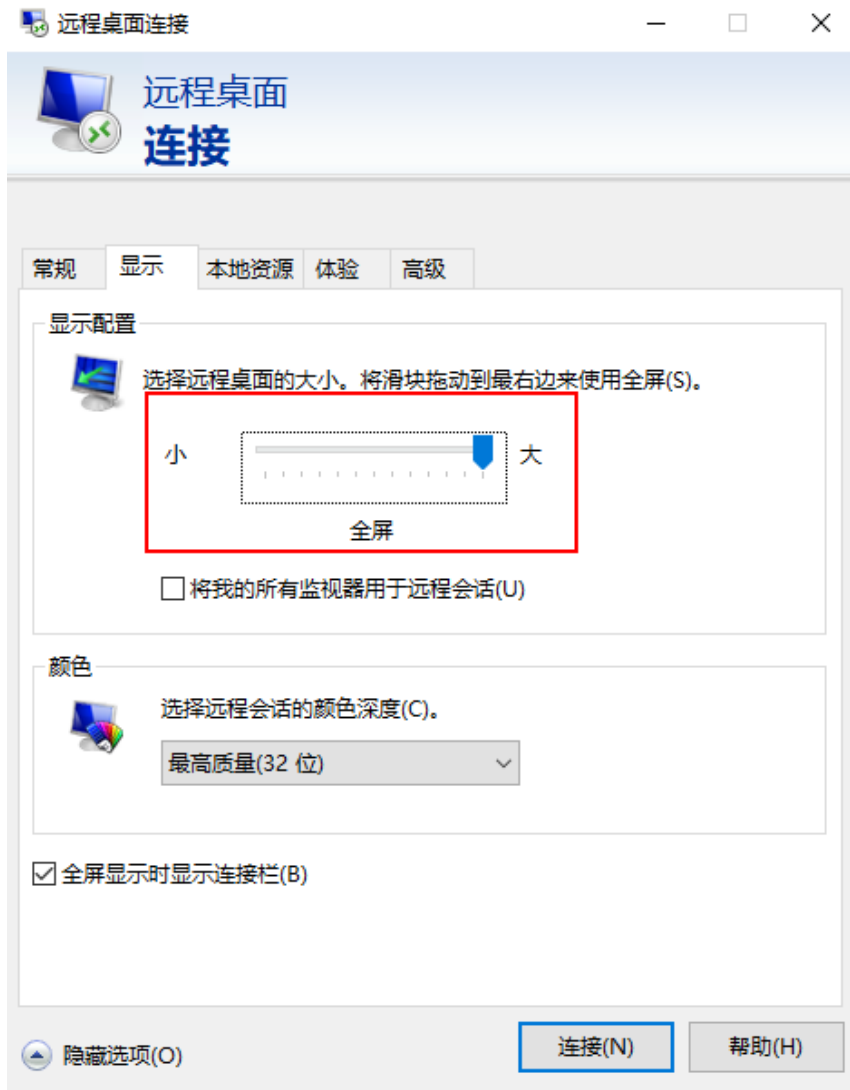 远程桌面连接
远程桌面
连接
常规 显示 本地资源 体验 高级
显示配置
选择远程桌面的大小。将滑块拖动到最右边来使用全屏(S)。
小 大
全屏
将我的所有监视器用于远程会话(U)
颜色
选择远程会话的颜色深度(C)。
最高质量(32 位)
全屏显示时显示连接栏(B)
隐藏选项(O) 连接(N) 帮助(H)